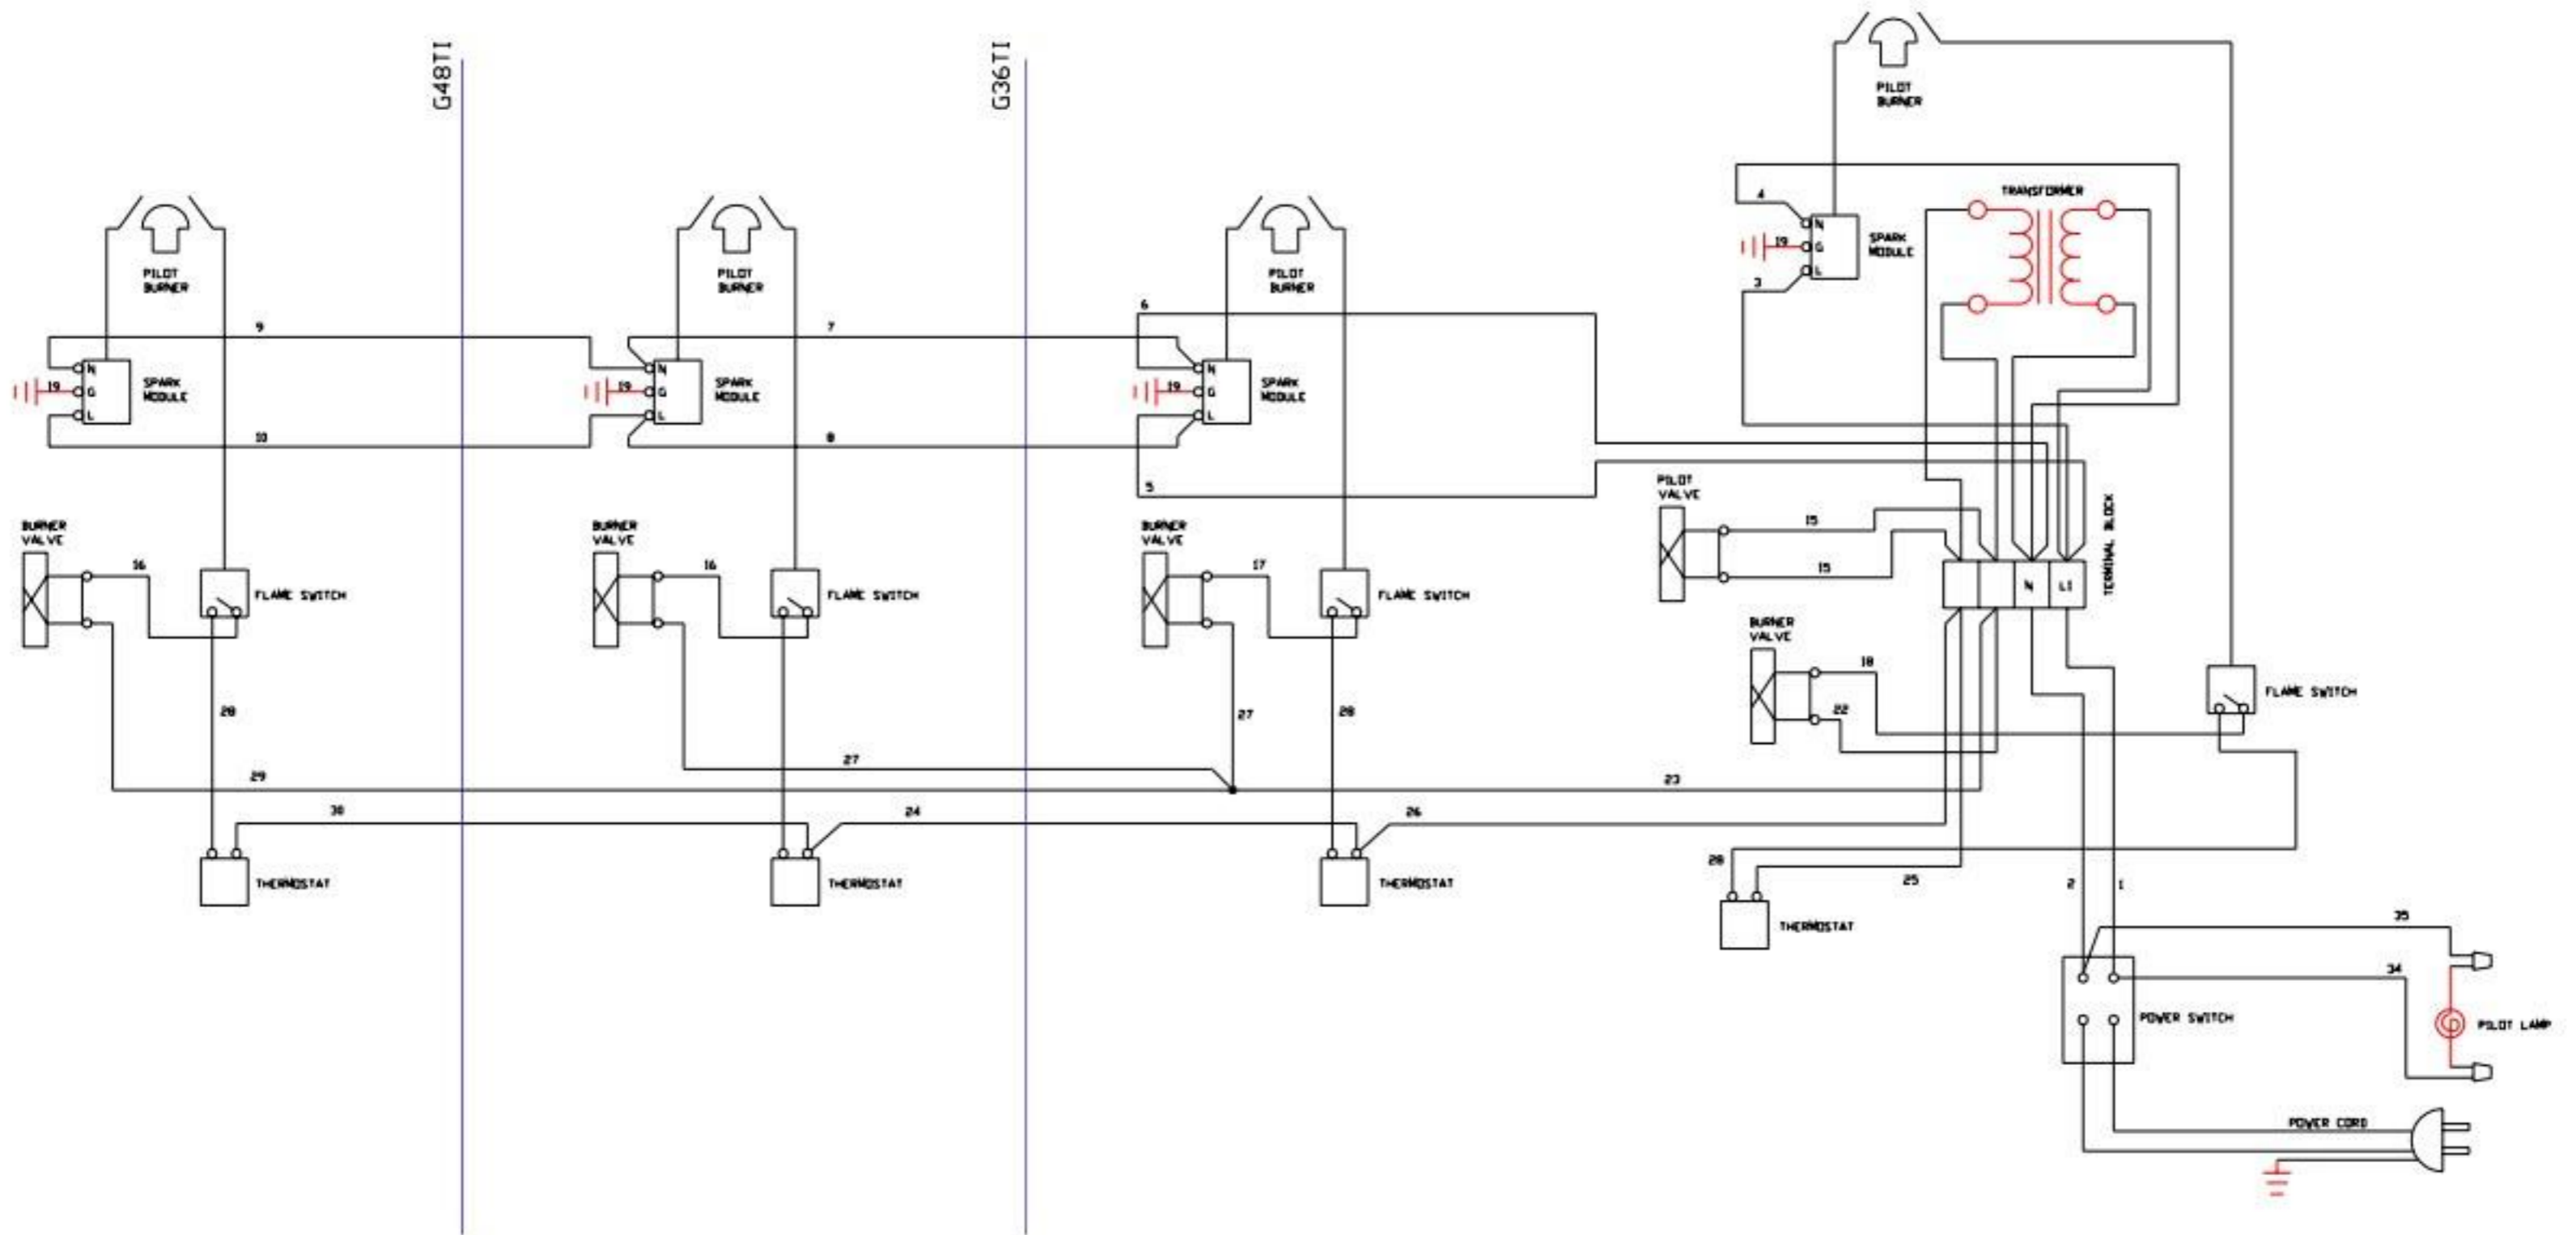 G48TI
G36TI
PILOT
BURNER
TRANSFORMER
4
N
19
G
L
SPARK
MODULE
3
PILOT
BURNER
PILOT
BURNER
PILOT
BURNER
6
9
7
N
19
G
L
SPARK
MODULE
N
19
G
L
SPARK
MODULE
N
19
G
L
SPARK
MODULE
10
8
5
PILOT
VALVE
15
15
TERMINAL BLOCK
N
L1
BURNER
VALVE
16
FLAME SWITCH
BURNER
VALVE
16
FLAME SWITCH
BURNER
VALVE
17
FLAME SWITCH
BURNER
VALVE
18
22
FLAME SWITCH
28
27
28
27
29
23
30
24
26
THERMOSTAT
THERMOSTAT
THERMOSTAT
28
25
2
1
THERMOSTAT
35
34
POWER SWITCH
PILOT LAMP
POWER CORD